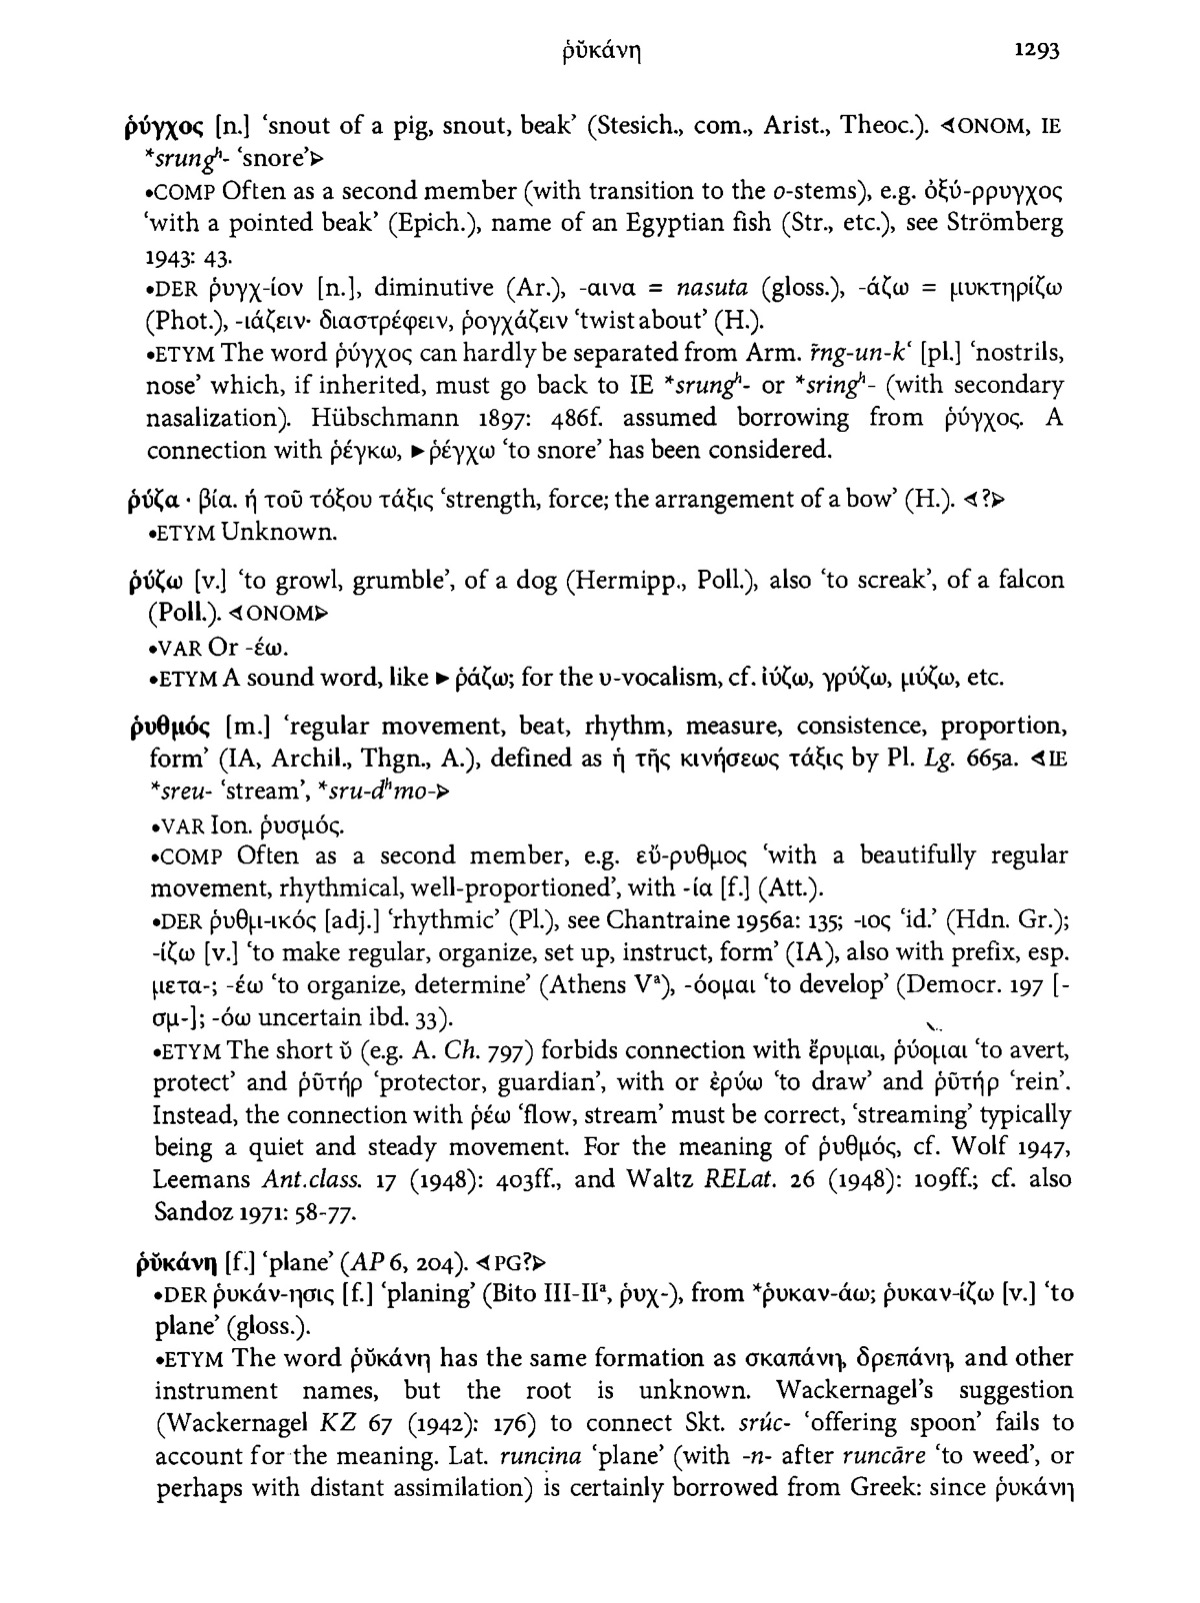 ῥῠκάνη 1293
ῥύγχος [n.] ‘snout of a pig, snout, beak’ (Stesich., com., Arist., Theoc.). ⊲ONOM, IE
*srungʰ- ‘snore’⊳
•COMP Often as a second member (with transition to the o-stems), e.g. ὀξύ-ρρυγχος
‘with a pointed beak’ (Epich.), name of an Egyptian fish (Str., etc.), see Strömberg
1943: 43.
•DER ῥυγχ-ίον [n.], diminutive (Ar.), -αινα = nasuta (gloss.), -άζω = μυκτηρίζω
(Phot.), -ιάζειν· διαστρέφειν, ῥογχάζειν ‘twist about’ (H.).
•ETYM The word ῥύγχος can hardly be separated from Arm. r̄ng-un-kʻ [pl.] ‘nostrils,
nose’ which, if inherited, must go back to IE *srungʰ- or *sringʰ- (with secondary
nasalization). Hübschmann 1897: 486f. assumed borrowing from ῥύγχος. A
connection with ῥέγκω, ►ῥέγχω ‘to snore’ has been considered.
ῥύζα · βία. ἡ τοῦ τόξου τάξις ‘strength, force; the arrangement of a bow’ (H.). ⊲?⊳
•ETYM Unknown.
ῥύζω [v.] ‘to growl, grumble’, of a dog (Hermipp., Poll.), also ‘to screak’, of a falcon
(Poll.). ⊲ONOM⊳
•VAR Or -έω.
•ETYM A sound word, like ► ῥάζω; for the υ-vocalism, cf. ἰύζω, γρύζω, μύζω, etc.
ῥυθμός [m.] ‘regular movement, beat, rhythm, measure, consistence, proportion,
form’ (IA, Archil., Thgn., A.), defined as ἡ τῆς κινήσεως τάξις by Pl. Lg. 665a. ⊲IE
*sreu- ‘stream’, *sru-dʰmo-⊳
•VAR Ion. ῥυσμός.
•COMP Often as a second member, e.g. εὔ-ρυθμος ‘with a beautifully regular
movement, rhythmical, well-proportioned’, with -ία [f.] (Att.).
•DER ῥυθμ-ικός [adj.] ‘rhythmic’ (Pl.), see Chantraine 1956a: 135; -ιος ‘id.’ (Hdn. Gr.);
-ίζω [v.] ‘to make regular, organize, set up, instruct, form’ (IA), also with prefix, esp.
μετα-; -έω ‘to organize, determine’ (Athens Vᵃ), -όομαι ‘to develop’ (Democr. 197 [-
σμ-]; -όω uncertain ibd. 33).
•ETYM The short ῠ (e.g. A. Ch. 797) forbids connection with ἔρυμαι, ῥύομαι ‘to avert,
protect’ and ῥῡτήρ ‘protector, guardian’, with or ἐρύω ‘to draw’ and ῥῡτήρ ‘rein’.
Instead, the connection with ῥέω ‘flow, stream’ must be correct, ‘streaming’ typically
being a quiet and steady movement. For the meaning of ῥυθμός, cf. Wolf 1947,
Leemans Ant.class. 17 (1948): 403ff., and Waltz RELat. 26 (1948): 109ff.; cf. also
Sandoz 1971: 58-77.
ῥῠκάνη [f.] ‘plane’ (AP 6, 204). ⊲PG?⊳
•DER ῥυκάν-ησις [f.] ‘planing’ (Bito III-IIᵃ, ῥυχ-), from *ῥυκαν-άω; ῥυκαν-ίζω [v.] ‘to
plane’ (gloss.).
•ETYM The word ῥῠκάνη has the same formation as σκαπάνη, δρεπάνη, and other
instrument names, but the root is unknown. Wackernagel’s suggestion
(Wackernagel KZ 67 (1942): 176) to connect Skt. srúc- ‘offering spoon’ fails to
account for the meaning. Lat. runcina ‘plane’ (with -n- after runcāre ‘to weed’, or
perhaps with distant assimilation) is certainly borrowed from Greek: since ῥυκάνη